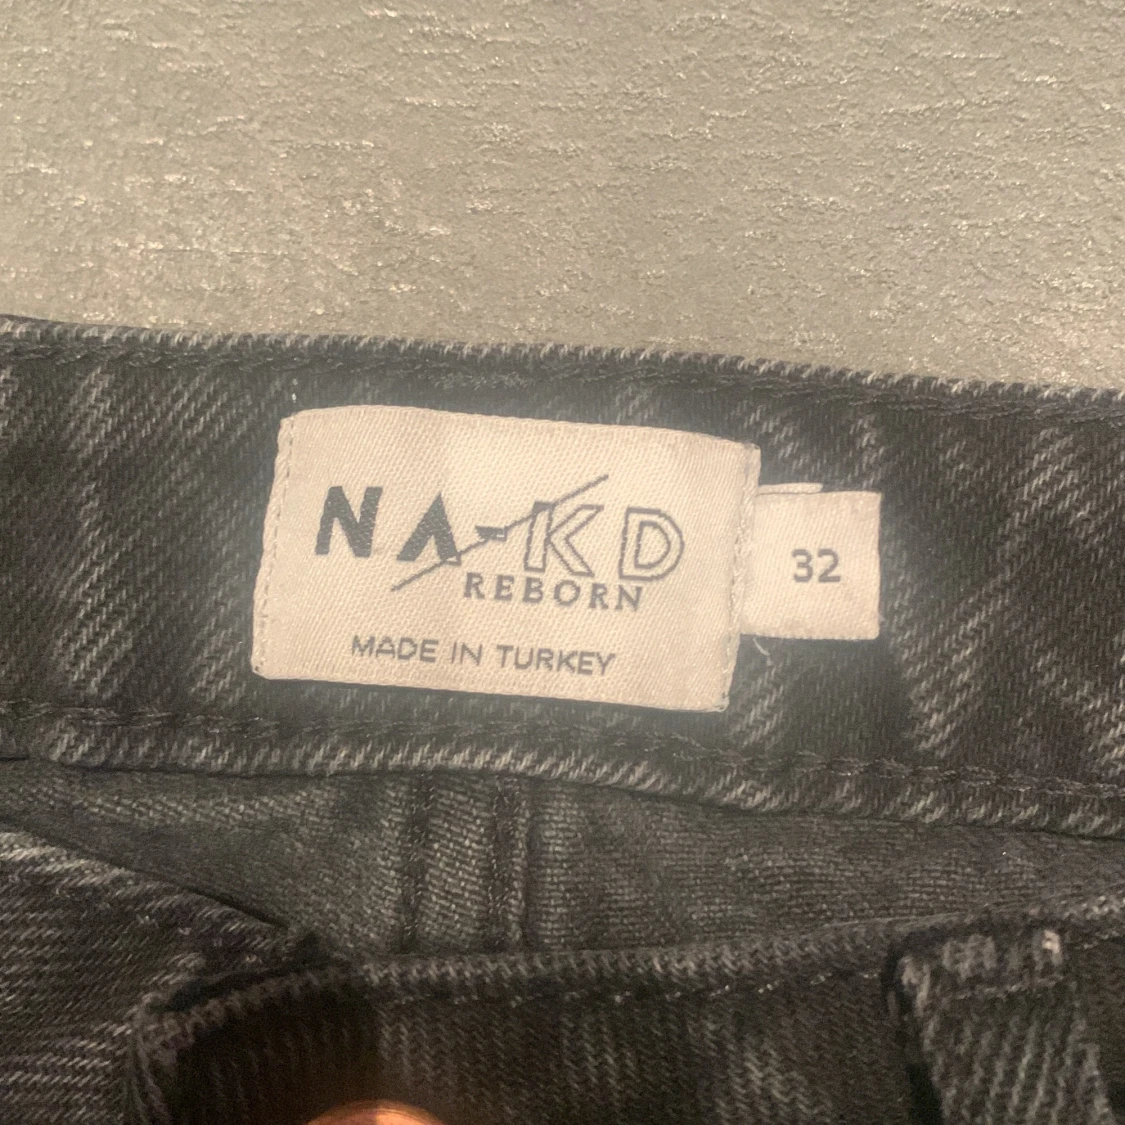 NA-KD
REBORN
MADE IN TURKEY
32